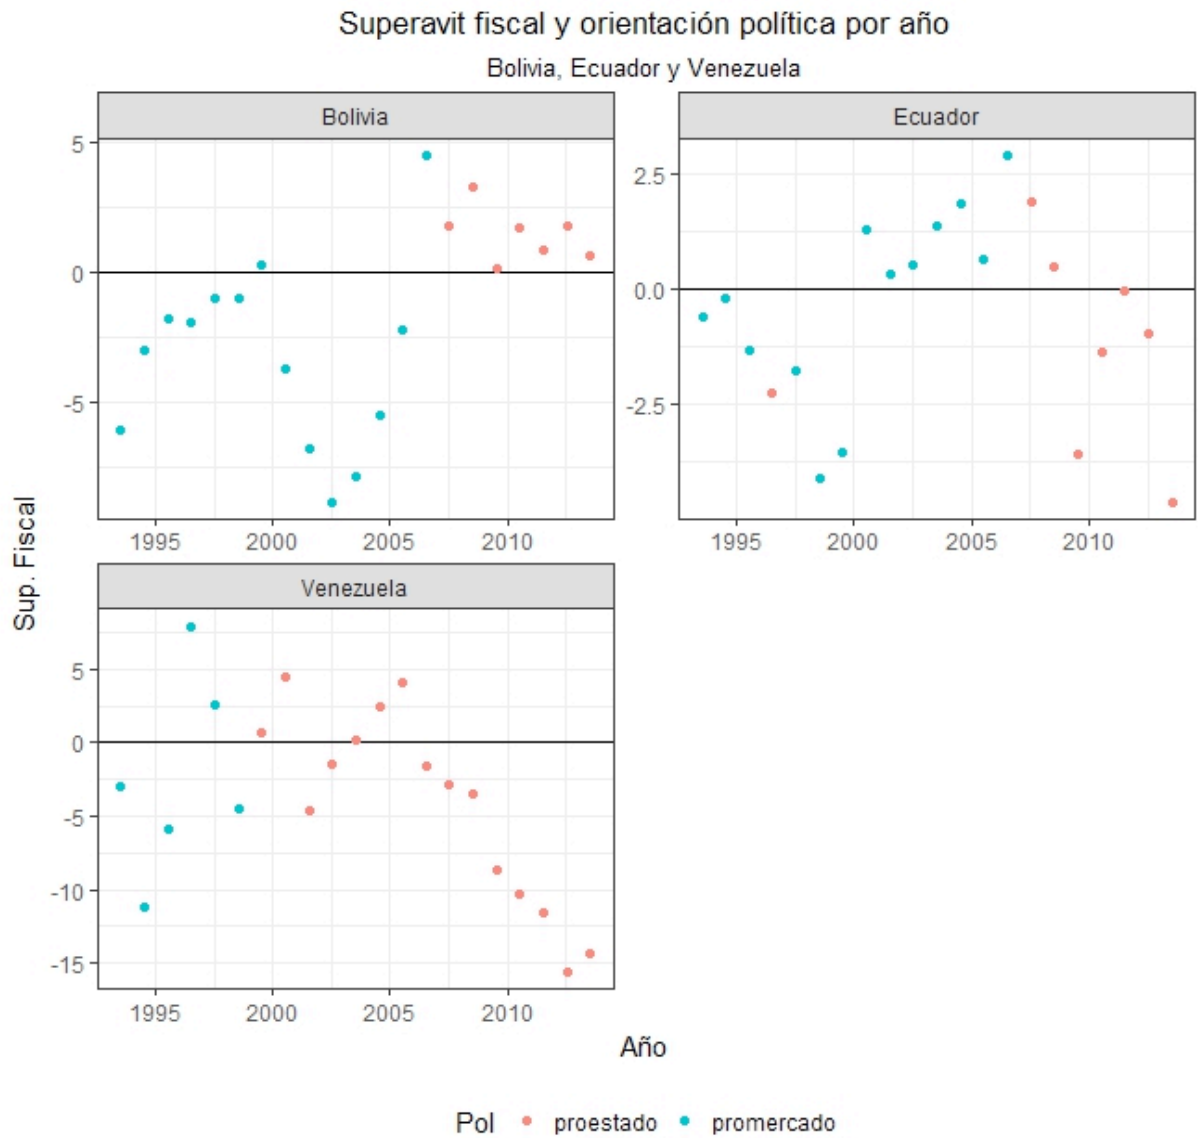 Superavit fiscal y orientación política por año
Bolivia, Ecuador y Venezuela
Bolivia
5
0
-5
1995 2000 2005 2010
Ecuador
2.5
0.0
-2.5
1995 2000 2005 2010
Sup. Fiscal
Venezuela
5
0
-5
-10
-15
1995 2000 2005 2010
Año
Pol proestado promercado